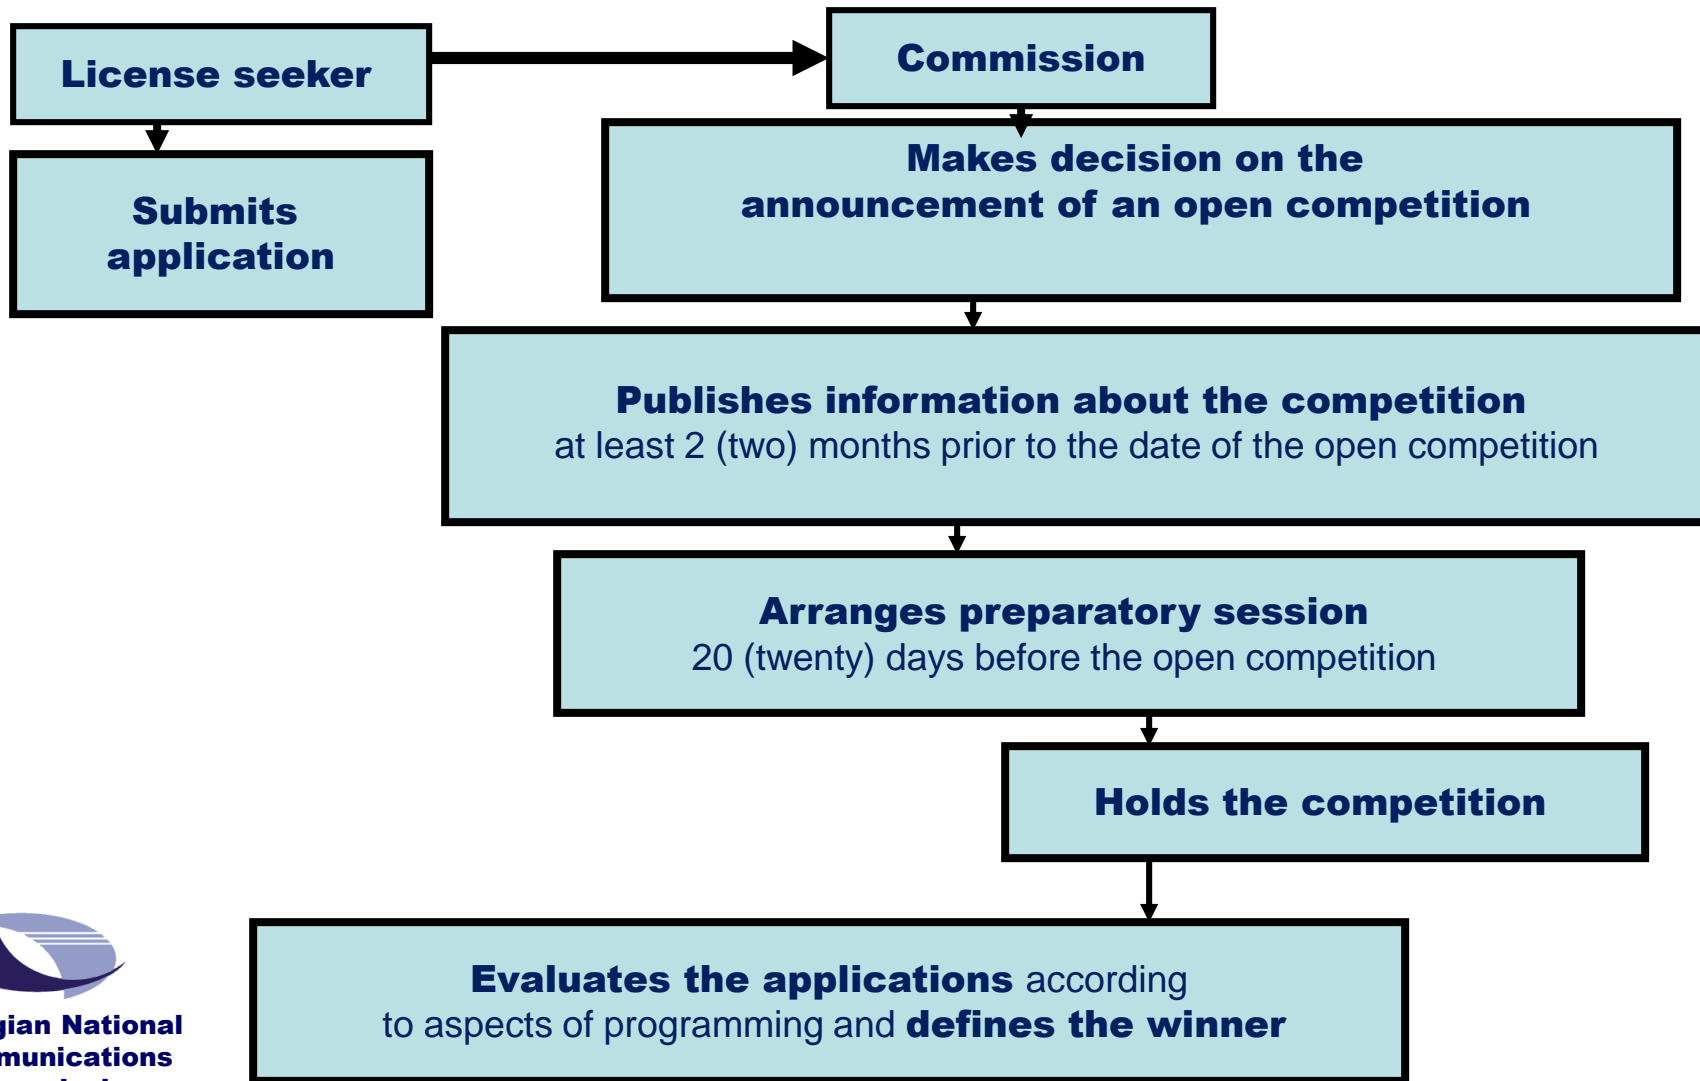 License seeker
Commission
Submits
application
Makes decision on the
announcement of an open competition
Publishes information about the competition
at least 2 (two) months prior to the date of the open competition
Arranges preparatory session
20 (twenty) days before the open competition
Holds the competition
Evaluates the applications according
to aspects of programming and defines the winner
gian National
munications